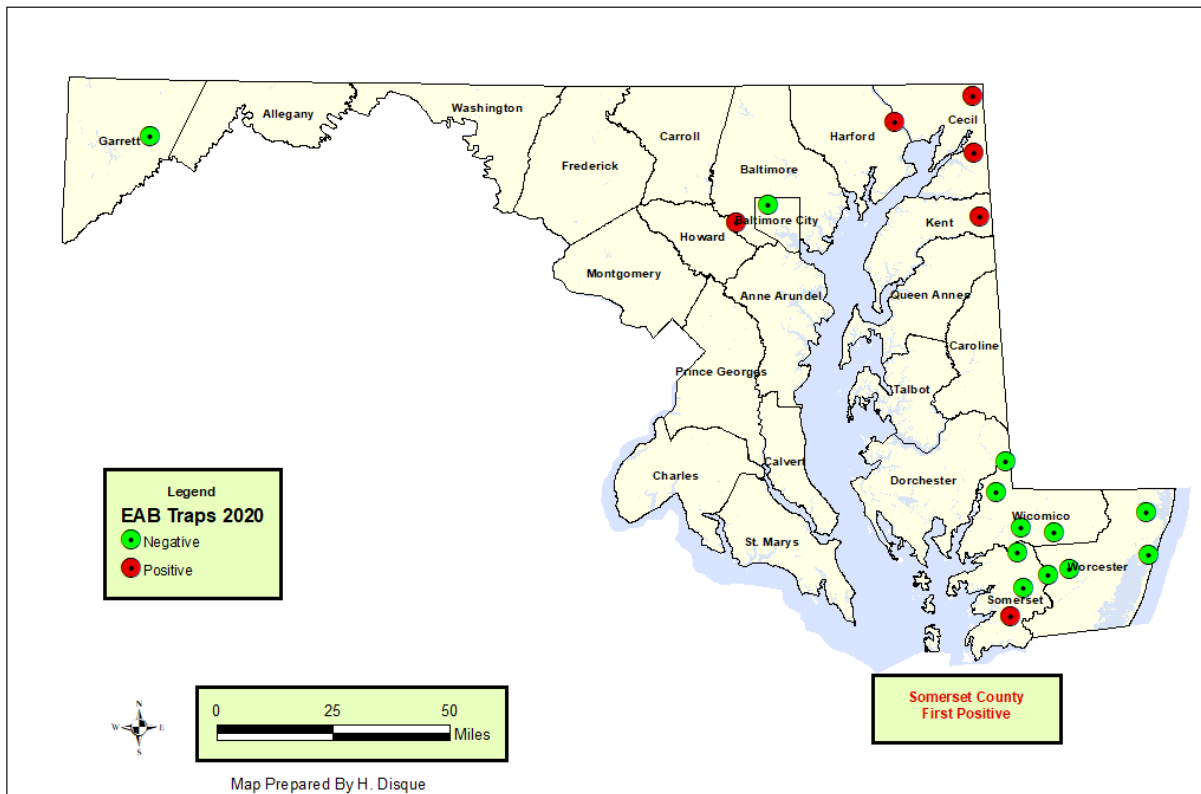 Garrett
Allegany
Washington
Frederick
Carroll
Baltimore
Harford
Cecil
Baltimore City
Howard
Kent
Montgomery
Anne Arundel
Queen Annes
Caroline
Prince Georges
Talbot
Charles
Calvert
Dorchester
St. Marys
Wicomico
Worcester
Somerset
Legend
EAB Traps 2020
Negative
Positive
N
W
E
S
0 25 50
Miles
Map Prepared By H. Disque
Somerset County
First Positive